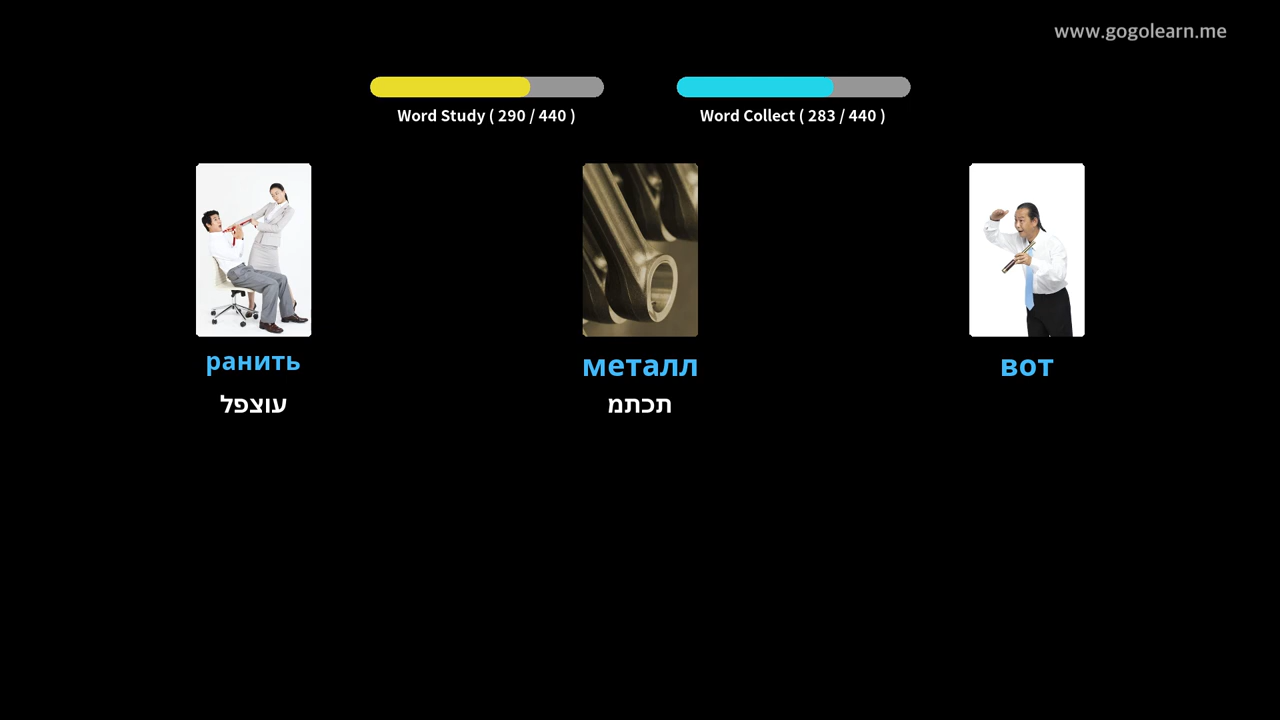 www.gogolearn.me
Word Study ( 290 / 440 )
Word Collect ( 283 / 440 )
ранить
עוצפל
металл
תכתמ
вот